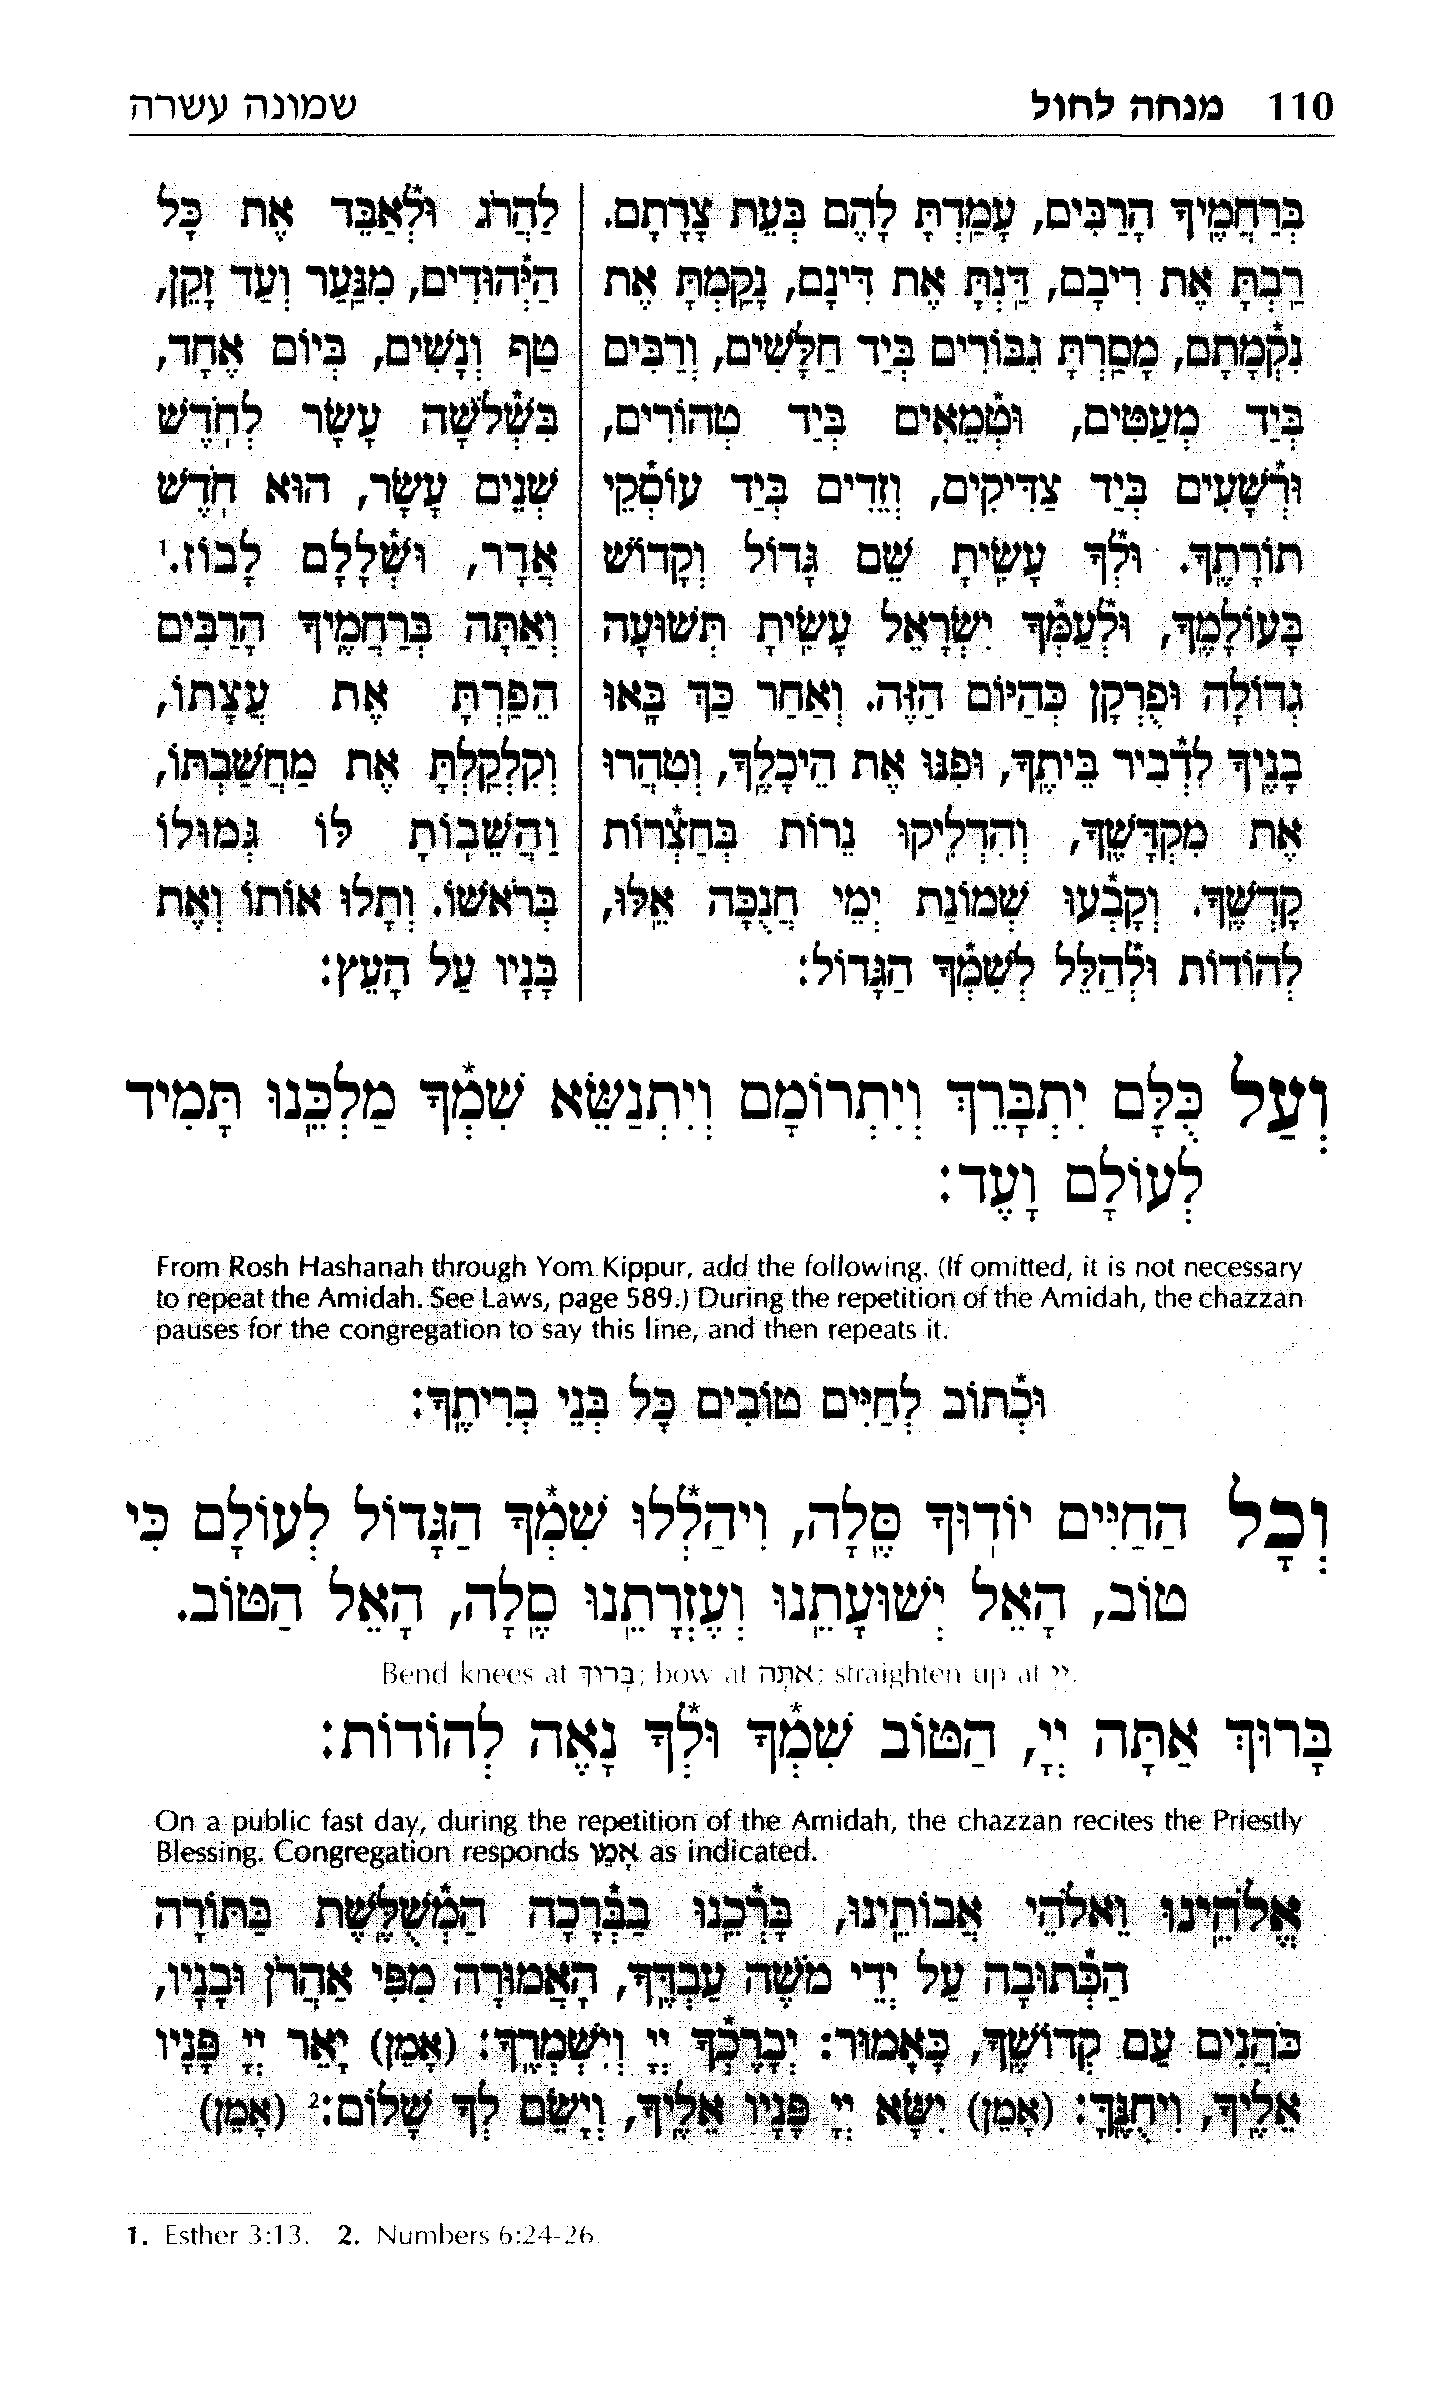 110 מנחה לחול שמונה עשרה
בְּרַחֲמֶיךָ הָרַבִּים, עָמַדְתָּ לָהֶם בְּעֵת צָרָתָם.
רַבְתָּ אֶת רִיבָם, דַּנְתָּ אֶת דִּינָם, נָקַמְתָּ אֶת
נִקְ֯מָתָם, מָסַרְתָּ גִבּוֹרִים בְּיַד חַלָּשִׁים, וְרַבִּים
בְּיַד מְעַטִּים, וּטְ֯מֵאִים בְּיַד טְהוֹרִים,
וּרְ֯שָׁעִים בְּיַד צַדִּיקִים, וְזֵדִים בְּיַד עוֹסְ֯קֵי
תוֹרָתֶךָ. וּלְ֯ךָ עָשִׂיתָ שֵׁם גָּדוֹל וְקָדוֹשׁ
בָּעוֹלָמֶךָ, וּלְ֯עַמְּ֯ךָ יִשְׂרָאֵל עָשִׂיתָ תְּשׁוּעָה
גְדוֹלָה וּפֻרְקָן כְּהַיּוֹם הַזֶּה. וְאַחַר כַּךְ בָּאוּ
בָנֶיךָ לִדְ֯בִיר בֵּיתֶךָ, וּפִנּוּ אֶת הֵיכָלֶךָ, וְטִהֲרוּ
אֶת מִקְדָּשֶׁךָ, וְהִדְלִיקוּ נֵרוֹת בְּחַצְ֯רוֹת
קָדְשֶׁךָ. וְקָבְ֯עוּ שְׁמוֹנַת יְמֵי חֲנֻכָּה אֵלּוּ,
לְהוֹדוֹת וּלְ֯הַלֵּל לְשִׁמְ֯ךָ הַגָּדוֹל:
לַהֲרֹג וּלְ֯אַבֵּד אֶת כָּל
הַיְּ֯הוּדִים, מִנַּעַר וְעַד זָקֵן,
טַף וְנָשִׁים, בְּיוֹם אֶחָד,
בִּשְׁ֯לשָׁה עָשָׂר לְחֹדֶשׁ
שְׁנֵים עָשָׂר, הוּא חֹדֶשׁ
אֲדָר, וּשְׁ֯לָלָם לָבוֹז.¹
וְאַתָּה בְּרַחֲמֶיךָ הָרַבִּים
הֵפַרְתָּ אֶת עֲצָתוֹ,
וְקִלְקַלְתָּ אֶת מַחֲשַׁבְתּוֹ,
וַהֲשֵׁבוֹתָ לּוֹ גְּמוּלוֹ
בְּרֹאשׁוֹ. וְתָלוּ אוֹתוֹ וְאֶת
בָּנָיו עַל הָעֵץ:
וְעַל כֻּלָּם יִתְבָּרֵךְ וְיִתְרוֹמָם וְיִתְנַשֵּׂא שִׁמְ֯ךָ מַלְכֵּנוּ תָּמִיד
לְעוֹלָם וָעֶד:
From Rosh Hashanah through Yom Kippur, add the following. (If omitted, it is not necessary
to repeat the Amidah. See Laws, page 589.) During the repetition of the Amidah, the chazzan
pauses for the congregation to say this line, and then repeats it.
וּכְ֯תוֹב לְחַיִּים טוֹבִים כָּל בְּנֵי בְרִיתֶךָ:
וְכָל הַחַיִּים יוֹדוּךָ סֶּלָה, וִיהַלְ֯לוּ שִׁמְ֯ךָ הַגָּדוֹל לְעוֹלָם כִּי
טוֹב, הָאֵל יְשׁוּעָתֵנוּ וְעֶזְרָתֵנוּ סֶלָה, הָאֵל הַטּוֹב.
Bend knees at בָּרוּךְ; bow at אַתָּה; straighten up at יי.
בָּרוּךְ אַתָּה יְיָ, הַטּוֹב שִׁמְ֯ךָ וּלְ֯ךָ נָאֶה לְהוֹדוֹת:
On a public fast day, during the repetition of the Amidah, the chazzan recites the Priestly
Blessing. Congregation responds אָמֵן as indicated.
אֱלֹהֵינוּ וֵאלֹהֵי אֲבוֹתֵינוּ, בָּרְ֯כֵנוּ בַּבְּ֯רָכָה הַמְ֯שֻׁלֶּשֶׁת בַּתּוֹרָה
הַכְּ֯תוּבָה עַל יְדֵי מֹשֶׁה עַבְדֶּךָ, הָאֲמוּרָה מִפִּי אַהֲרֹן וּבָנָיו,
כֹּהֲנִים עַם קְדוֹשֶׁךָ, כָּאָמוּר: יְבָרֶכְ֯ךָ יְיָ וְיִשְׁמְרֶךָ: (אָמֵן) יָאֵר יְיָ פָּנָיו
אֵלֶיךָ, וִיחֻנֶּךָּ: (אָמֵן) יִשָּׂא יְיָ פָּנָיו אֵלֶיךָ, וְיָשֵׂם לְךָ שָׁלוֹם:² (אָמֵן)
1. Esther 3:13. 2. Numbers 6:24-26.